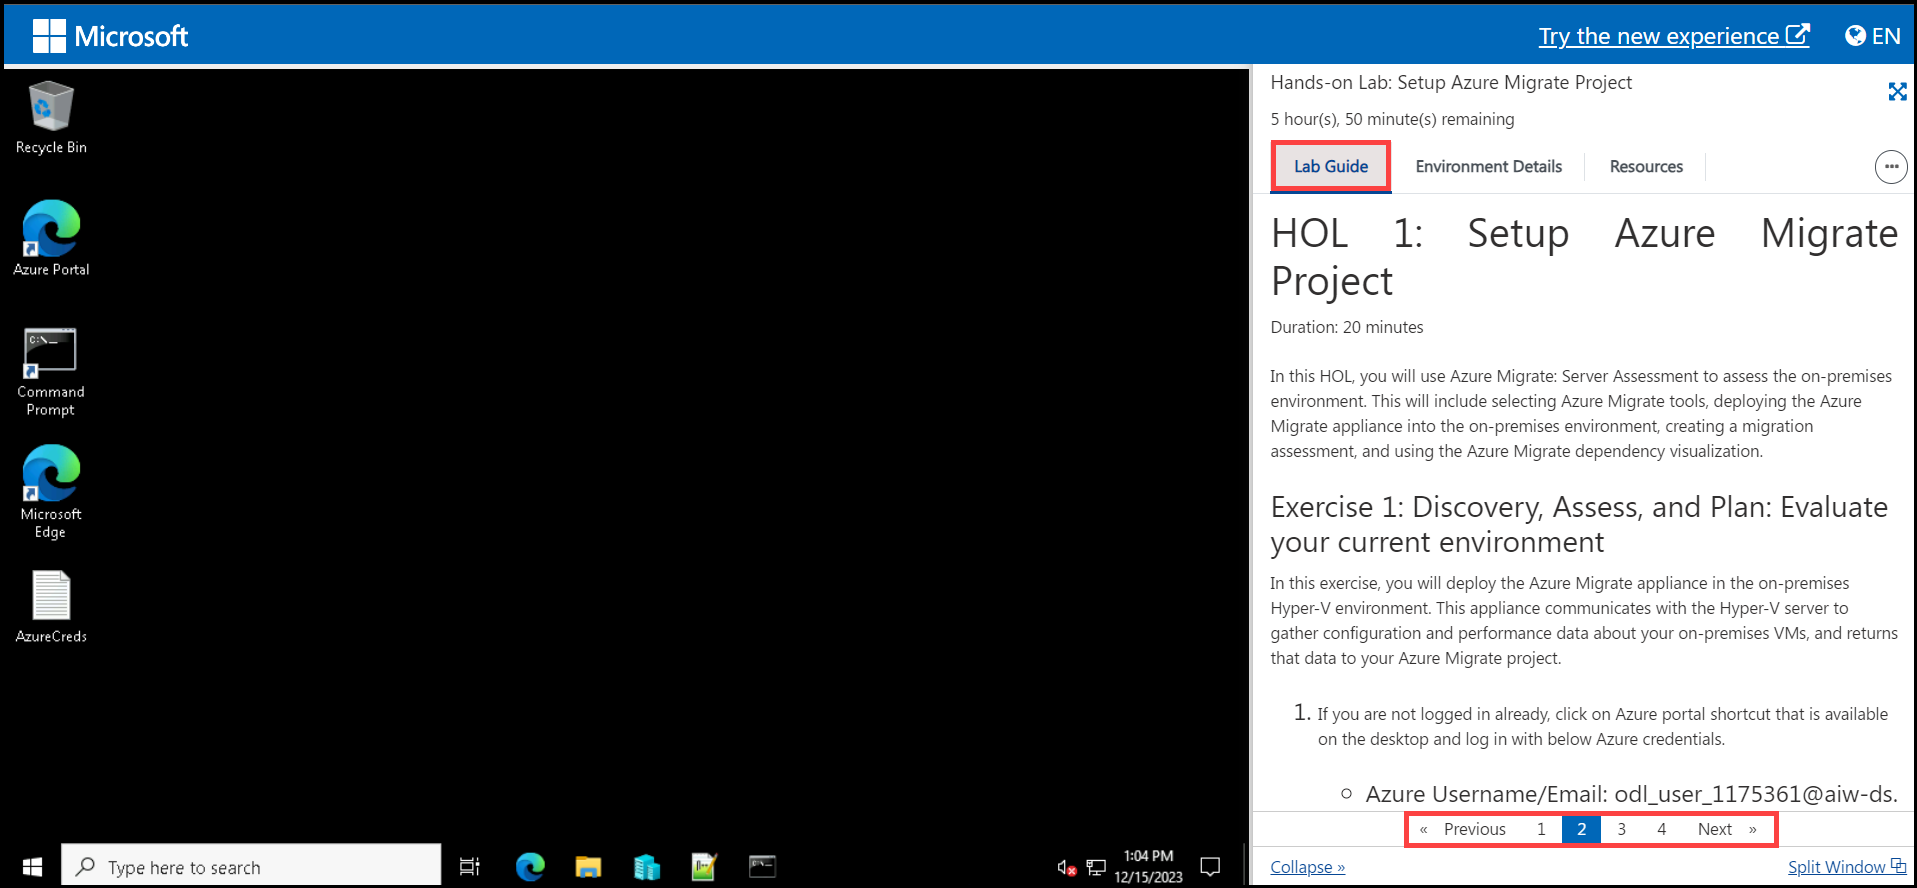 Microsoft
Try the new experience
EN
Recycle Bin
Azure Portal
Command
Prompt
Microsoft
Edge
AzureCreds
Type here to search
1:04 PM
12/15/2023
Hands-on Lab: Setup Azure Migrate Project
5 hour(s), 50 minute(s) remaining
Lab Guide Environment Details Resources
HOL 1: Setup Azure Migrate
Project
Duration: 20 minutes
In this HOL, you will use Azure Migrate: Server Assessment to assess the on-premises
environment. This will include selecting Azure Migrate tools, deploying the Azure
Migrate appliance into the on-premises environment, creating a migration
assessment, and using the Azure Migrate dependency visualization.
Exercise 1: Discovery, Assess, and Plan: Evaluate
your current environment
In this exercise, you will deploy the Azure Migrate appliance in the on-premises
Hyper-V environment. This appliance communicates with the Hyper-V server to
gather configuration and performance data about your on-premises VMs, and returns
that data to your Azure Migrate project.
1. If you are not logged in already, click on Azure portal shortcut that is available
on the desktop and log in with below Azure credentials.
Azure Username/Email: odl_user_1175361@aiw-ds.
« Previous 1 2 3 4 Next »
Collapse »
Split Window